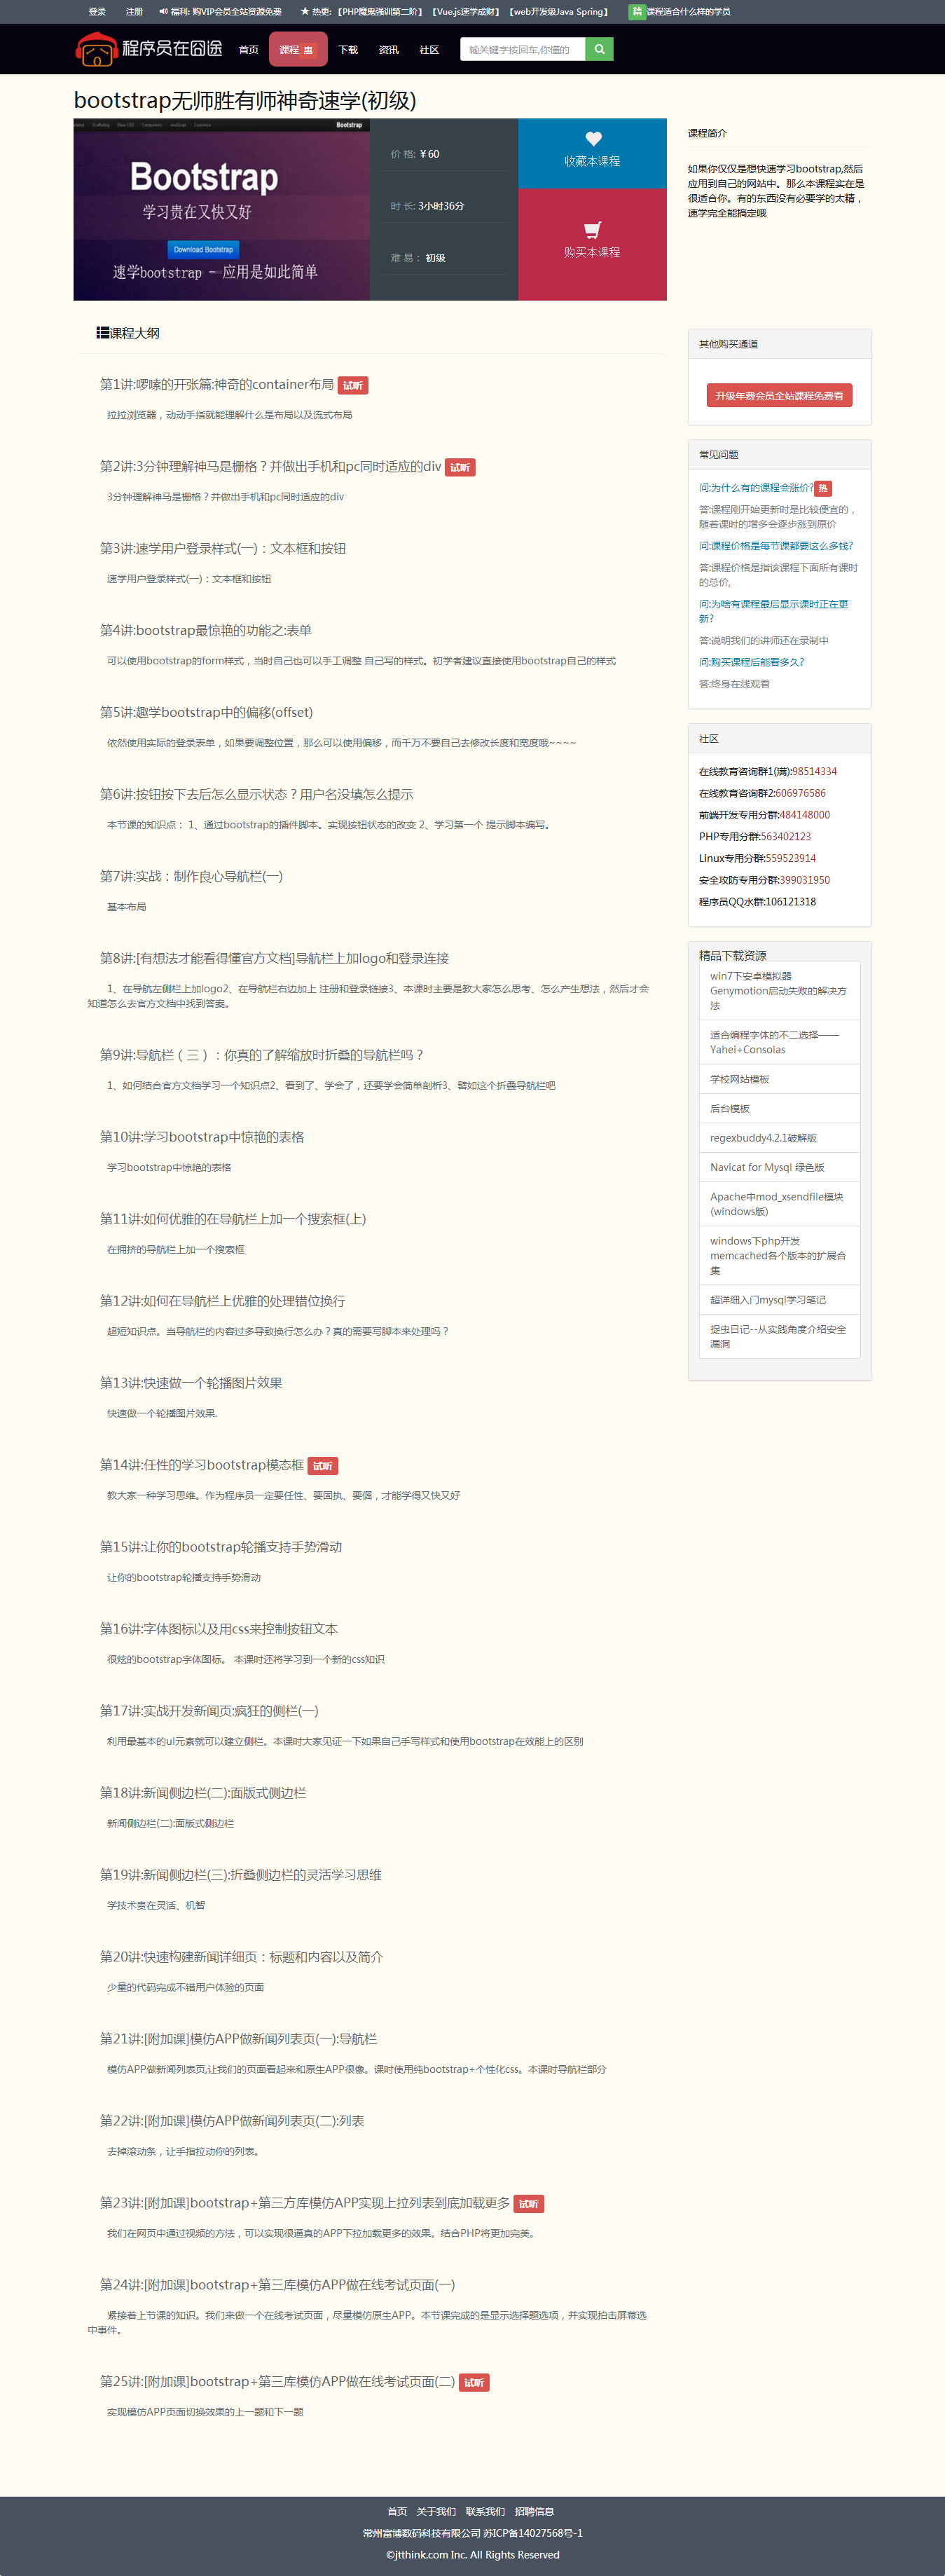 登录 注册 福利: 购VIP会员全站资源免费 热更: 【PHP魔鬼强训第二阶】 【Vue.js速学成财】 【web开发级Java Spring】 精 课程适合什么样的学员
程序员在囧途 首页 课程 惠 下载 资讯 社区 输关键字按回车,你懂的
bootstrap无师胜有师神奇速学(初级)
Bootstrap
Bootstrap
学习贵在又快又好
Download Bootstrap
速学bootstrap - 应用是如此简单
价 格: ¥60
时 长: 3小时36分
难 易： 初级
收藏本课程
购买本课程
课程简介
如果你仅仅是想快速学习bootstrap,然后
应用到自己的网站中。那么本课程实在是
很适合你。有的东西没有必要学的太精，
速学完全能搞定哦
课程大纲
第1讲:啰嗦的开张篇:神奇的container布局 试听
拉拉浏览器，动动手指就能理解什么是布局以及流式布局
第2讲:3分钟理解神马是栅格？并做出手机和pc同时适应的div 试听
3分钟理解神马是栅格？并做出手机和pc同时适应的div
第3讲:速学用户登录样式(一)：文本框和按钮
速学用户登录样式(一)：文本框和按钮
第4讲:bootstrap最惊艳的功能之:表单
可以使用bootstrap的form样式，当时自己也可以手工调整 自己写的样式。初学者建议直接使用bootstrap自己的样式
第5讲:趣学bootstrap中的偏移(offset)
依然使用实际的登录表单，如果要调整位置，那么可以使用偏移，而千万不要自己去修改长度和宽度哦~~~~
第6讲:按钮按下去后怎么显示状态？用户名没填怎么提示
本节课的知识点： 1、通过bootstrap的插件脚本。实现按钮状态的改变 2、学习第一个 提示脚本编写。
第7讲:实战：制作良心导航栏(一)
基本布局
第8讲:[有想法才能看得懂官方文档]导航栏上加logo和登录连接
1、在导航左侧栏上加logo2、在导航栏右边加上 注册和登录链接3、本课时主要是教大家怎么思考、怎么产生想法，然后才会
知道怎么去官方文档中找到答案。
第9讲:导航栏（三）：你真的了解缩放时折叠的导航栏吗？
1、如何结合官方文档学习一个知识点2、看到了、学会了，还要学会简单剖析3、譬如这个折叠导航栏吧
第10讲:学习bootstrap中惊艳的表格
学习bootstrap中惊艳的表格
第11讲:如何优雅的在导航栏上加一个搜索框(上)
在拥挤的导航栏上加一个搜索框
第12讲:如何在导航栏上优雅的处理错位换行
超短知识点。当导航栏的内容过多导致换行怎么办？真的需要写脚本来处理吗？
第13讲:快速做一个轮播图片效果
快速做一个轮播图片效果.
第14讲:任性的学习bootstrap模态框 试听
教大家一种学习思维。作为程序员一定要任性、要固执、要倔，才能学得又快又好
第15讲:让你的bootstrap轮播支持手势滑动
让你的bootstrap轮播支持手势滑动
第16讲:字体图标以及用css来控制按钮文本
很炫的bootstrap字体图标。 本课时还将学习到一个新的css知识
第17讲:实战开发新闻页:疯狂的侧栏(一)
利用最基本的ul元素就可以建立侧栏。本课时大家见证一下如果自己手写样式和使用bootstrap在效能上的区别
第18讲:新闻侧边栏(二):面版式侧边栏
新闻侧边栏(二):面版式侧边栏
第19讲:新闻侧边栏(三):折叠侧边栏的灵活学习思维
学技术贵在灵活、机智
第20讲:快速构建新闻详细页：标题和内容以及简介
少量的代码完成不错用户体验的页面
第21讲:[附加课]模仿APP做新闻列表页(一):导航栏
模仿APP做新闻列表页,让我们的页面看起来和原生APP很像。课时使用纯bootstrap+个性化css。本课时导航栏部分
第22讲:[附加课]模仿APP做新闻列表页(二):列表
去掉滚动条，让手指拉动你的列表。
第23讲:[附加课]bootstrap+第三方库模仿APP实现上拉列表到底加载更多 试听
我们在网页中通过视频的方法，可以实现很逼真的APP下拉加载更多的效果。结合PHP将更加完美。
第24讲:[附加课]bootstrap+第三库模仿APP做在线考试页面(一)
紧接着上节课的知识。我们来做一个在线考试页面，尽量模仿原生APP。本节课完成的是显示选择题选项，并实现拍击屏幕选
中事件。
第25讲:[附加课]bootstrap+第三库模仿APP做在线考试页面(二) 试听
实现模仿APP页面切换效果的上一题和下一题
其他购买通道
升级年费会员全站课程免费看
常见问题
问:为什么有的课程会涨价? 热
答:课程刚开始更新时是比较便宜的，
随着课时的增多会逐步涨到原价
问:课程价格是每节课都要这么多钱?
答:课程价格是指该课程下面所有课时
的总价,
问:为啥有课程最后显示课时正在更
新?
答:说明我们的讲师还在录制中
问:购买课程后能看多久?
答:终身在线观看
社区
在线教育咨询群1(满):98514334
在线教育咨询群2:606976586
前端开发专用分群:484148000
PHP专用分群:563402123
Linux专用分群:559523914
安全攻防专用分群:399031950
程序员QQ水群:106121318
精品下载资源
win7下安卓模拟器
Genymotion启动失败的解决方
法
适合编程字体的不二选择——
Yahei+Consolas
学校网站模板
后台模板
regexbuddy4.2.1破解版
Navicat for Mysql 绿色版
Apache中mod_xsendfile模块
(windows版)
windows下php开发
memcached各个版本的扩展合
集
超详细入门mysql学习笔记
捉虫日记--从实践角度介绍安全
漏洞
首页 关于我们 联系我们 招聘信息
常州富博数码科技有限公司 苏ICP备14027568号-1
©jtthink.com Inc. All Rights Reserved